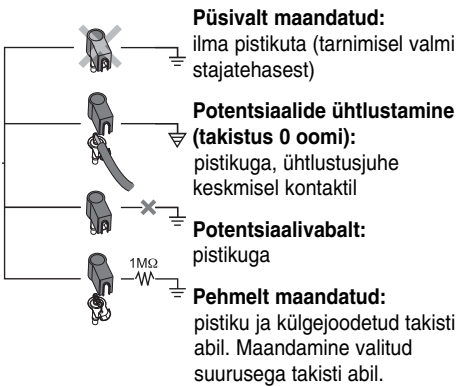 Püsivalt maandatud:
ilma pistikuta (tarnimisel valmi
stajatehasest)
Potentsiaalide ühtlustamine
(takistus 0 oomi):
pistikuga, ühtlustusjuhe
keskmisel kontaktil
Potentsiaalivabalt:
pistikuga
1MΩ
Pehmelt maandatud:
pistiku ja külgejoodetud takisti
abil. Maandamine valitud
suurusega takisti abil.